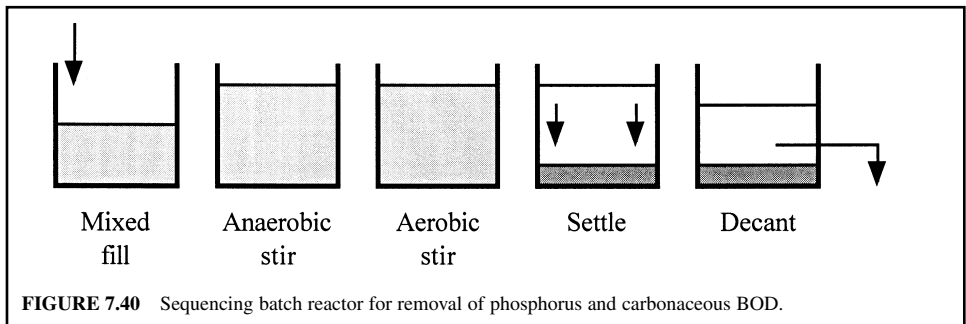 Mixed fill
Anaerobic stir
Aerobic stir
Settle
Decant
FIGURE 7.40 Sequencing batch reactor for removal of phosphorus and carbonaceous BOD.